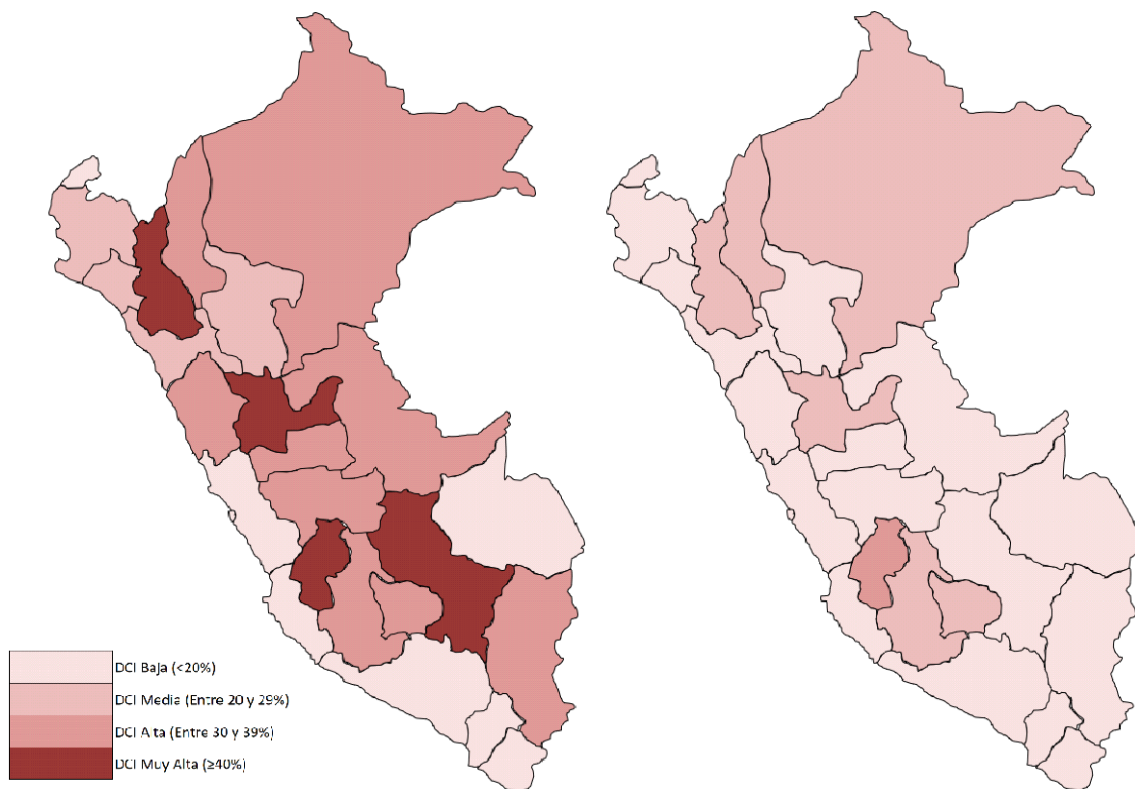 DCI Baja (<20%)
DCI Media (Entre 20 y 29%)
DCI Alta (Entre 30 y 39%)
DCI Muy Alta (≥40%)